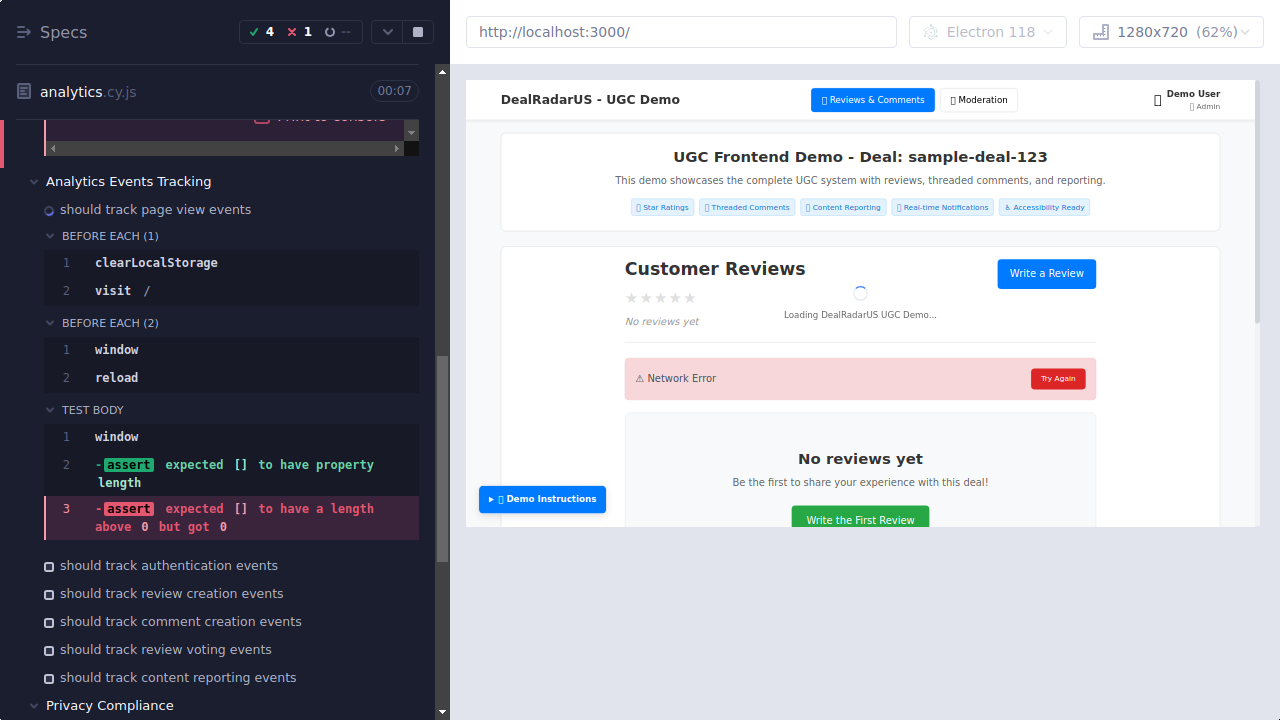 Specs
4
1
--
analytics.cy.js
00:07
Analytics Events Tracking
should track page view events
BEFORE EACH (1)
1 clearLocalStorage
2 visit /
BEFORE EACH (2)
1 window
2 reload
TEST BODY
1 window
2 -assert expected [] to have property
length
3 -assert expected [] to have a length
above 0 but got 0
should track authentication events
should track review creation events
should track comment creation events
should track review voting events
should track content reporting events
Privacy Compliance
http://localhost:3000/
Electron 118
1280x720 (62%)
DealRadarUS - UGC Demo
Reviews & Comments
Moderation
Demo User
Admin
UGC Frontend Demo - Deal: sample-deal-123
This demo showcases the complete UGC system with reviews, threaded comments, and reporting.
Star Ratings
Threaded Comments
Content Reporting
Real-time Notifications
Accessibility Ready
Customer Reviews
Write a Review
★★★★★
No reviews yet
Loading DealRadarUS UGC Demo...
⚠ Network Error
Try Again
No reviews yet
Be the first to share your experience with this deal!
Write the First Review
▸ Demo Instructions